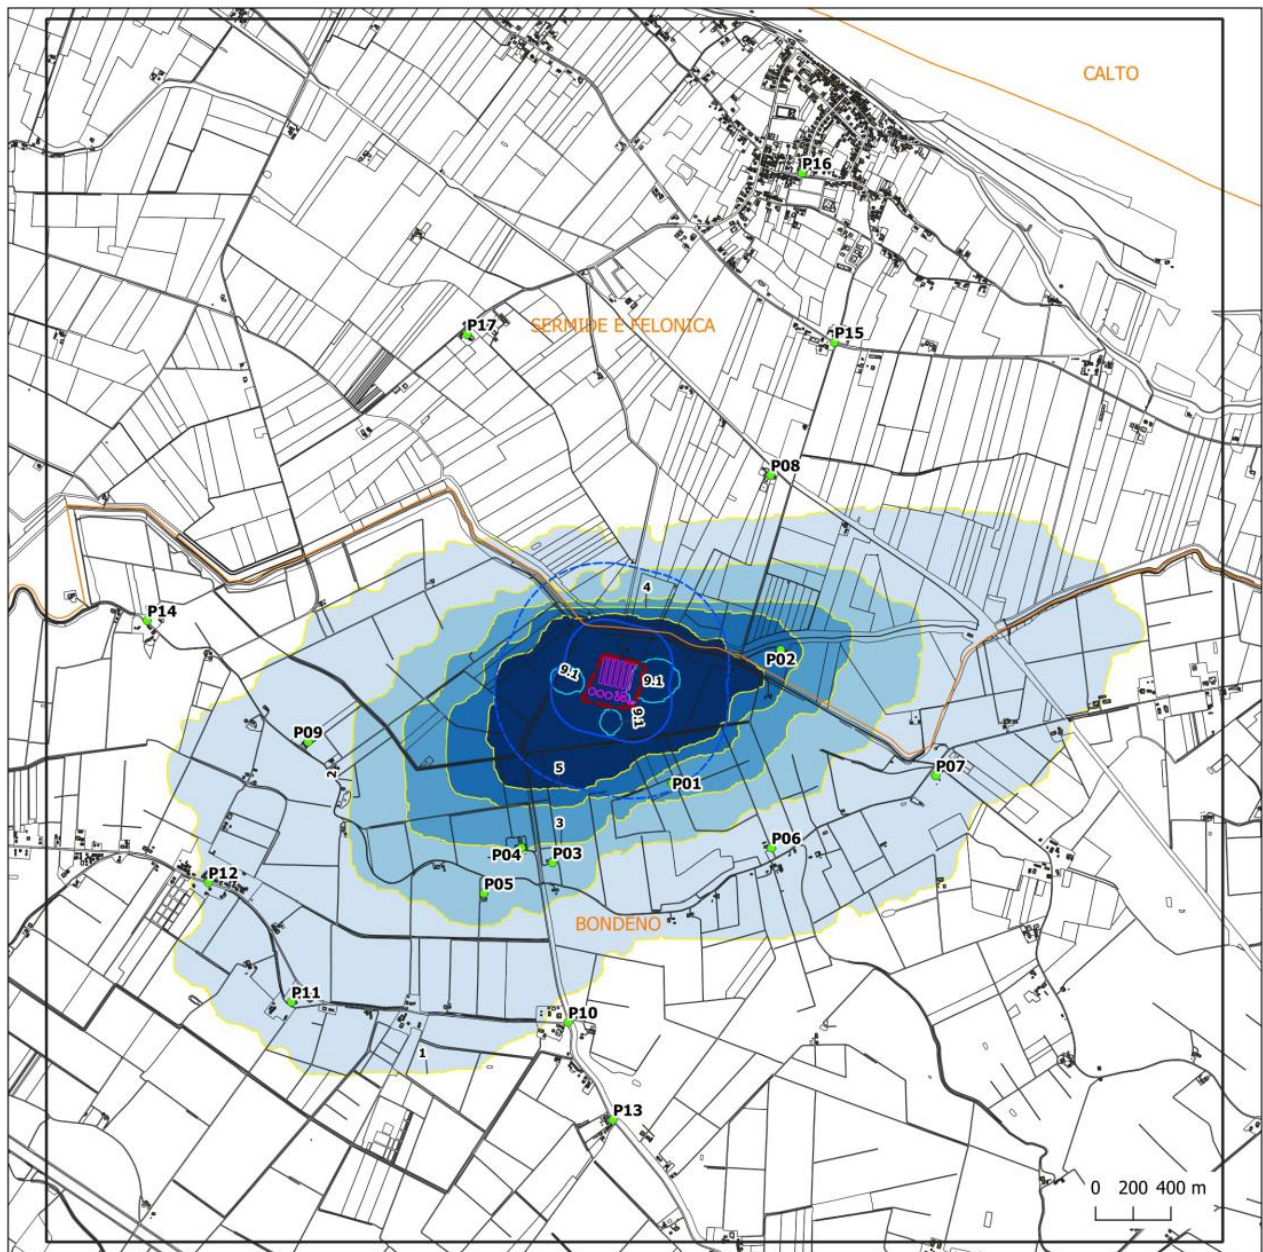 CALTO
P16
SERMIDE E FELONICA
P17
P15
P08
4
P14
P02
9.1
9.1
9.1
P09
2
5
P01
P07
3
P04
P03
P06
P12
P05
BONDENO
P11
P10
1
P13
0 200 400 m